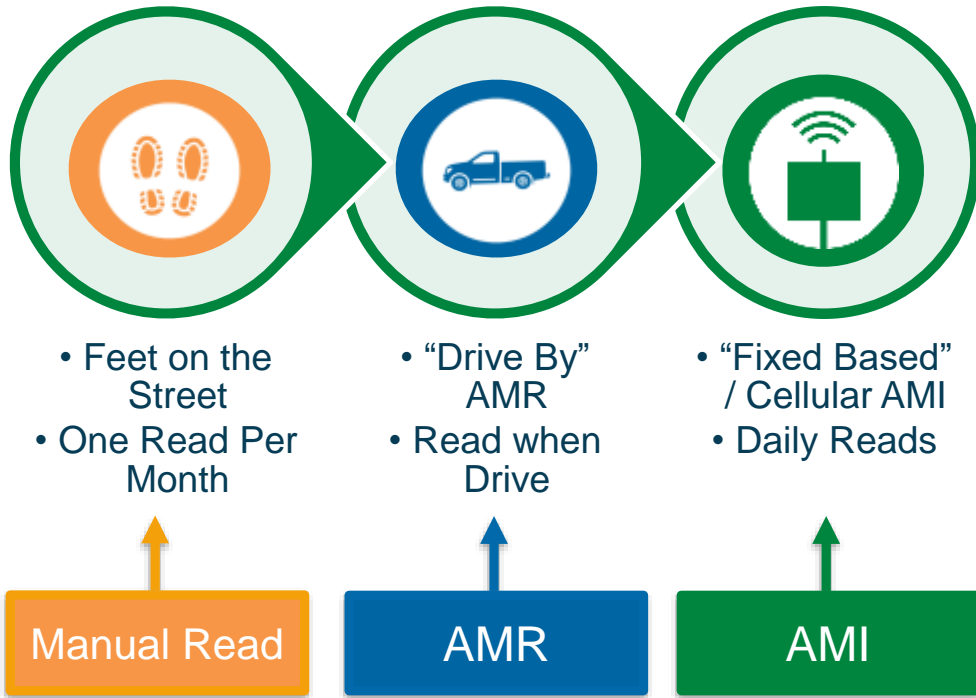 • Feet on the
Street
• One Read Per
Month
• “Drive By”
AMR
• Read when
Drive
• “Fixed Based”
/ Cellular AMI
• Daily Reads
Manual Read
AMR
AMI